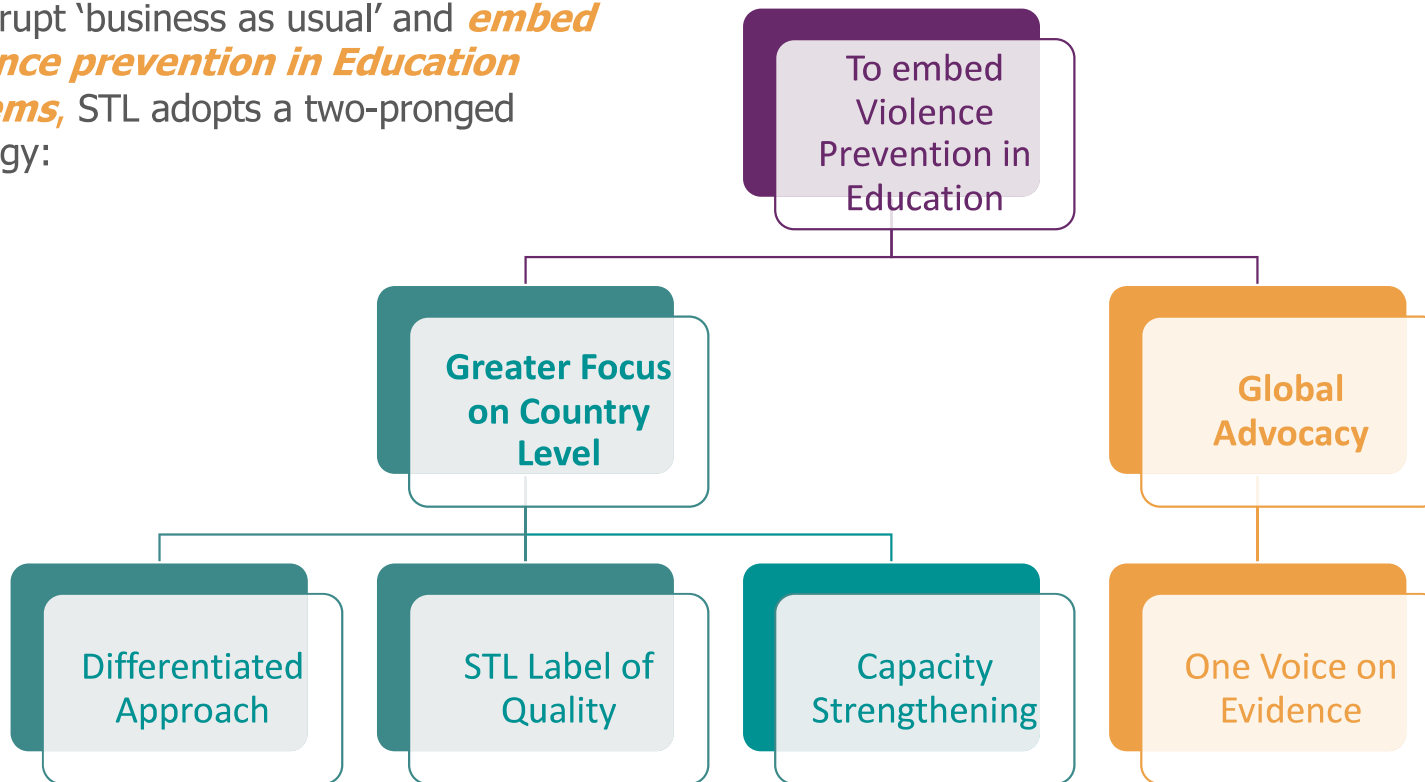 rupt ‘business as usual’ and embed
nce prevention in Education
ems, STL adopts a two-pronged
gy:
To embed
Violence
Prevention in
Education
Greater Focus
on Country
Level
Global
Advocacy
Differentiated
Approach
STL Label of
Quality
Capacity
Strengthening
One Voice on
Evidence